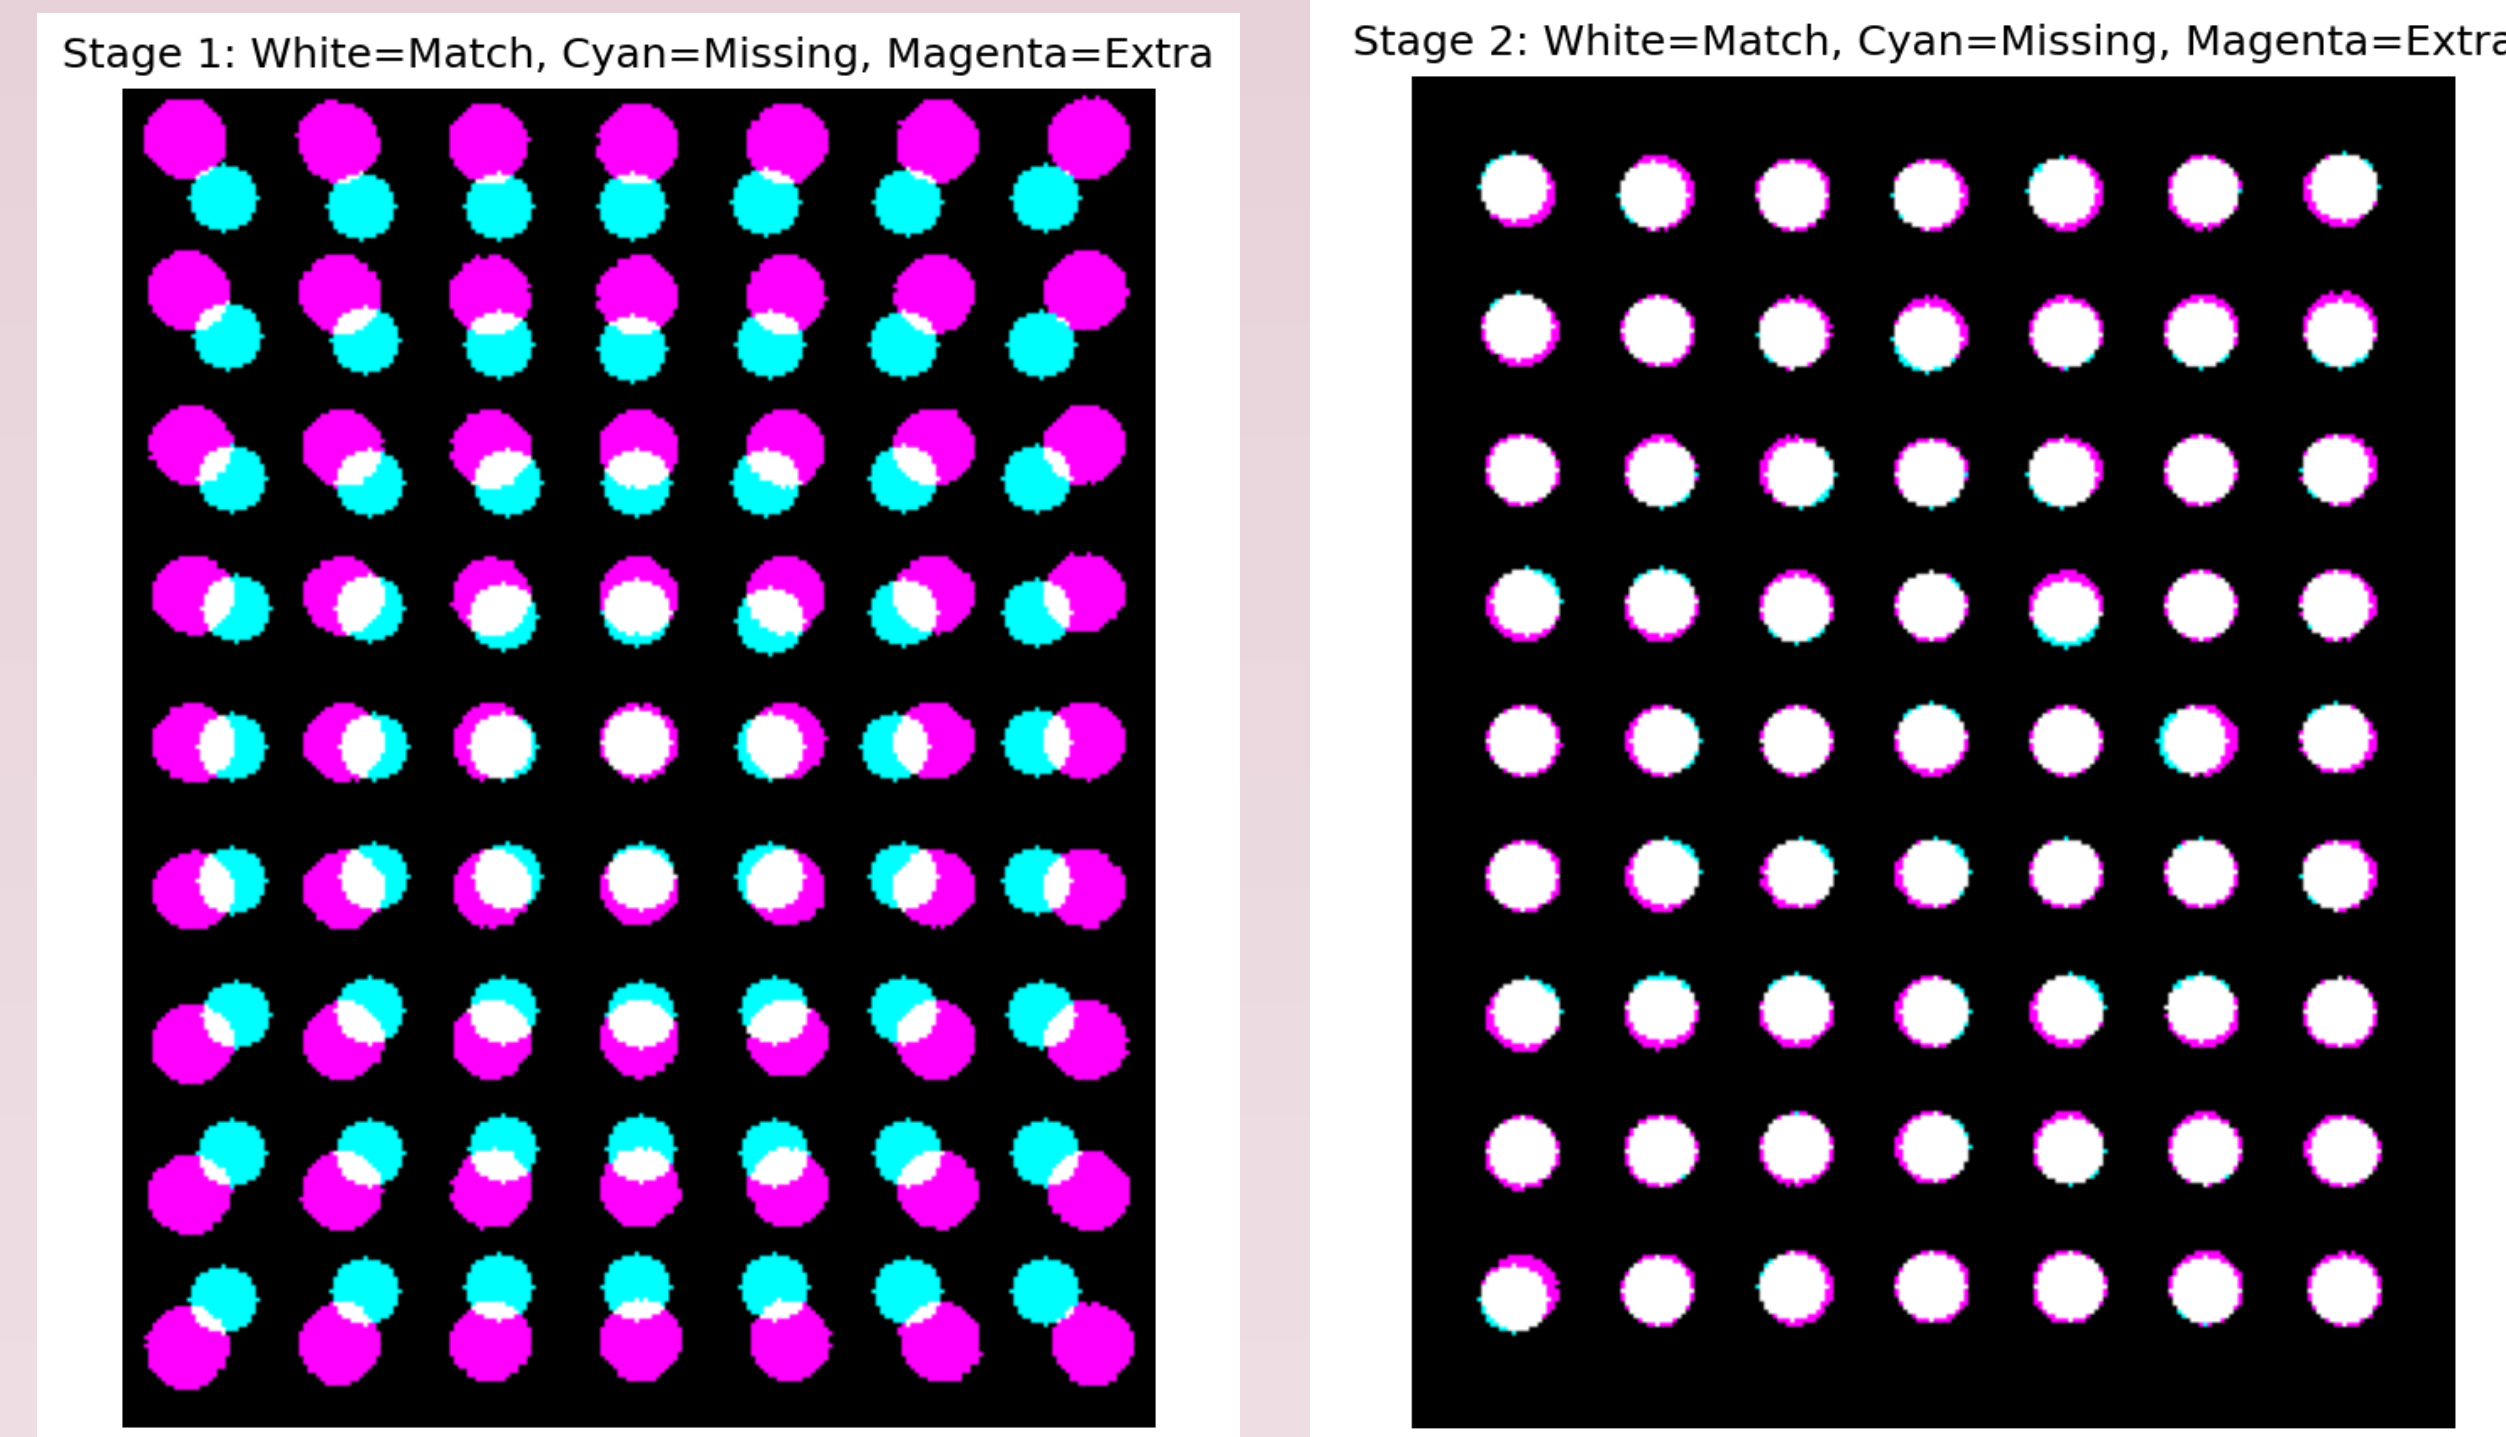 Stage 1: White=Match, Cyan=Missing, Magenta=Extra
Stage 2: White=Match, Cyan=Missing, Magenta=Extra